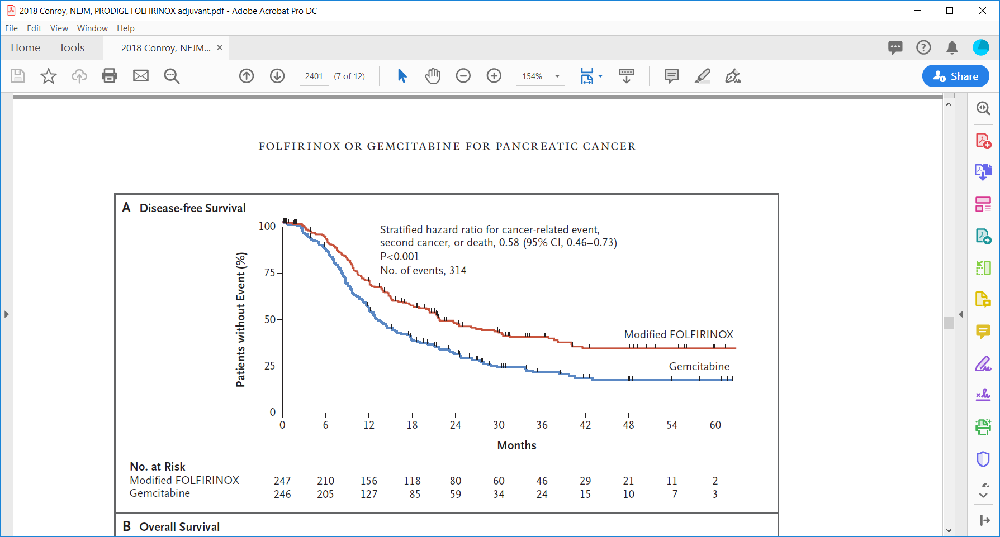 2018 Conroy, NEJM, PRODIGE FOLFIRINOX adjuvant.pdf - Adobe Acrobat Pro DC
File Edit View Window Help
Home Tools 2018 Conroy, NEJM... ×
2401 (7 of 12) 154% Share
FOLFIRINOX OR GEMCITABINE FOR PANCREATIC CANCER
A Disease-free Survival
Patients without Event (%)
100
75
50
25
0
Stratified hazard ratio for cancer-related event,
second cancer, or death, 0.58 (95% CI, 0.46–0.73)
P<0.001
No. of events, 314
Modified FOLFIRINOX
Gemcitabine
0 6 12 18 24 30 36 42 48 54 60
Months
No. at Risk
Modified FOLFIRINOX 247 210 156 118 80 60 46 29 21 11 2
Gemcitabine 246 205 127 85 59 34 24 15 10 7 3
B Overall Survival